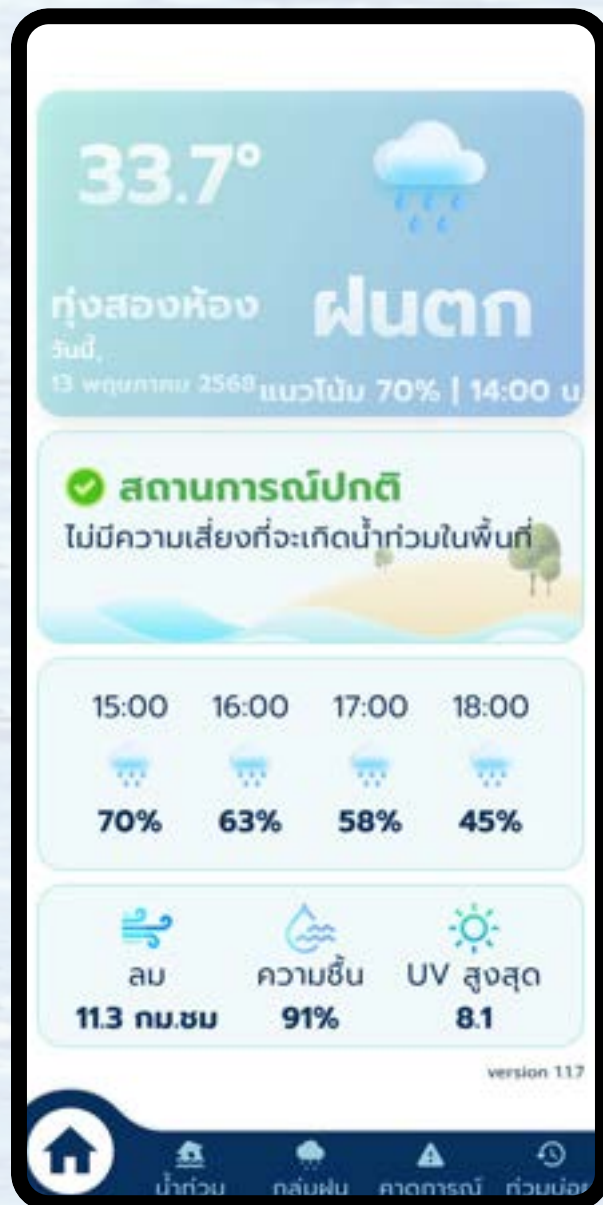 33.7°
ทุ่งสองห้อง
ฝนตก
วันนี้,
13 พฤษภาคม 2568
แนวโน้ม 70% | 14:00 น
สถานการณ์ปกติ
ไม่มีความเสี่ยงที่จะเกิดน้ำท่วมในพื้นที่
15:00 16:00 17:00 18:00
70% 63% 58% 45%
ลม ความชื้น UV สูงสุด
11.3 กม.ชม 91% 8.1
version 1.1.7
น้ำท่วม กลุ่มฝน คาดการณ์ ท่วมบ่อย